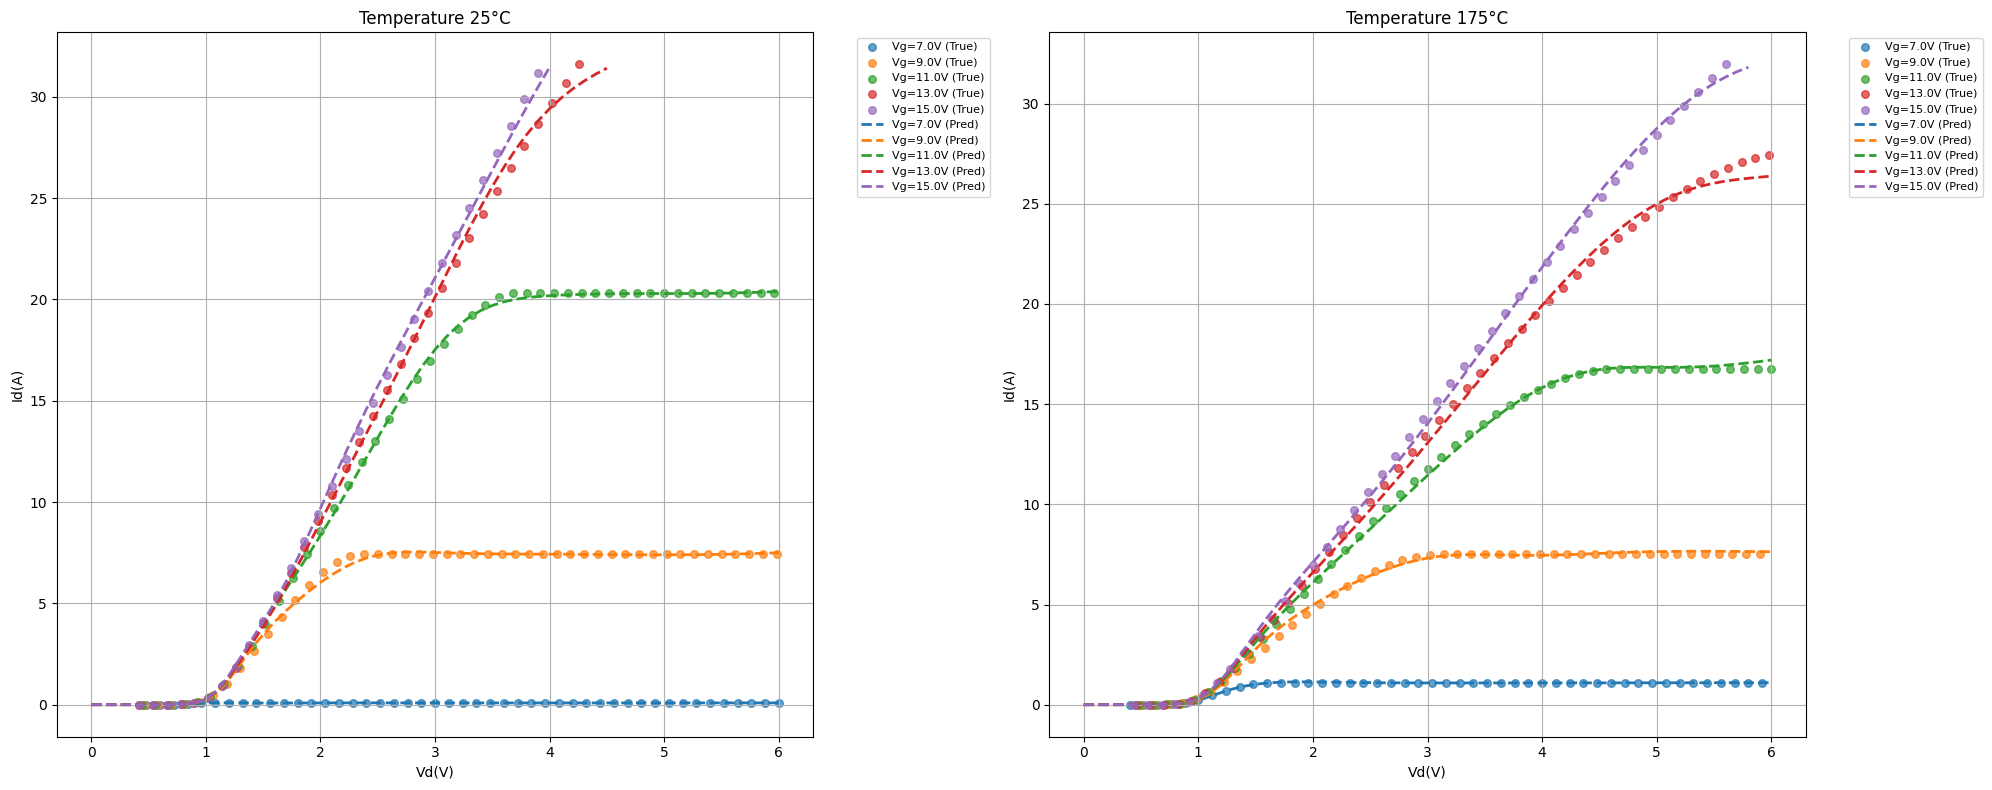 Temperature 25°C
Id(A)
30
25
20
15
10
5
0
0 1 2 3 4 5 6
Vd(V)
Vg=7.0V (True)
Vg=9.0V (True)
Vg=11.0V (True)
Vg=13.0V (True)
Vg=15.0V (True)
Vg=7.0V (Pred)
Vg=9.0V (Pred)
Vg=11.0V (Pred)
Vg=13.0V (Pred)
Vg=15.0V (Pred)
Temperature 175°C
Id(A)
30
25
20
15
10
5
0
0 1 2 3 4 5 6
Vd(V)
Vg=7.0V (True)
Vg=9.0V (True)
Vg=11.0V (True)
Vg=13.0V (True)
Vg=15.0V (True)
Vg=7.0V (Pred)
Vg=9.0V (Pred)
Vg=11.0V (Pred)
Vg=13.0V (Pred)
Vg=15.0V (Pred)